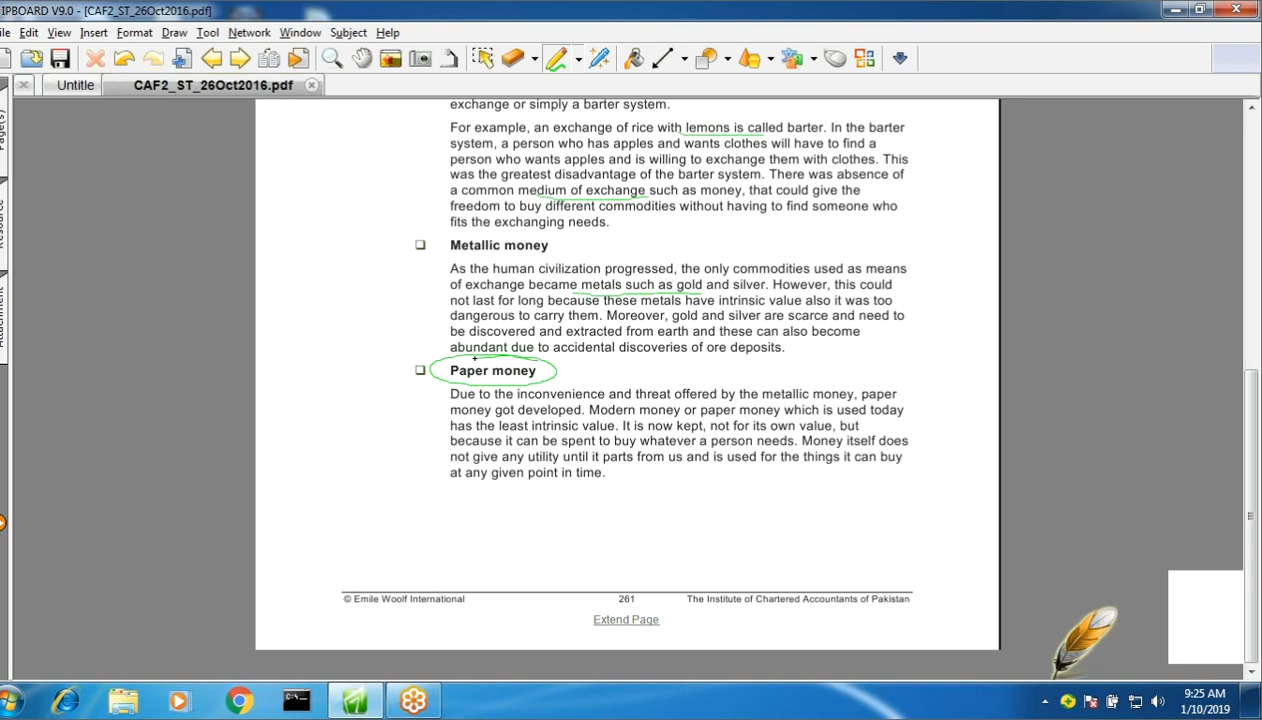 IPBOARD V9.0 - [CAF2_ST_26Oct2016.pdf]
le Edit View Insert Format Draw Tool Network Window Subject Help
Untitle CAF2_ST_26Oct2016.pdf
Page(s)
Resource
Attachment
exchange or simply a barter system.
For example, an exchange of rice with lemons is called barter. In the barter
system, a person who has apples and wants clothes will have to find a
person who wants apples and is willing to exchange them with clothes. This
was the greatest disadvantage of the barter system. There was absence of
a common medium of exchange such as money, that could give the
freedom to buy different commodities without having to find someone who
fits the exchanging needs.
Metallic money
As the human civilization progressed, the only commodities used as means
of exchange became metals such as gold and silver. However, this could
not last for long because these metals have intrinsic value also it was too
dangerous to carry them. Moreover, gold and silver are scarce and need to
be discovered and extracted from earth and these can also become
abundant due to accidental discoveries of ore deposits.
Paper money
Due to the inconvenience and threat offered by the metallic money, paper
money got developed. Modern money or paper money which is used today
has the least intrinsic value. It is now kept, not for its own value, but
because it can be spent to buy whatever a person needs. Money itself does
not give any utility until it parts from us and is used for the things it can buy
at any given point in time.
© Emile Woolf International 261 The Institute of Chartered Accountants of Pakistan
Extend Page
9:25 AM
1/10/2019